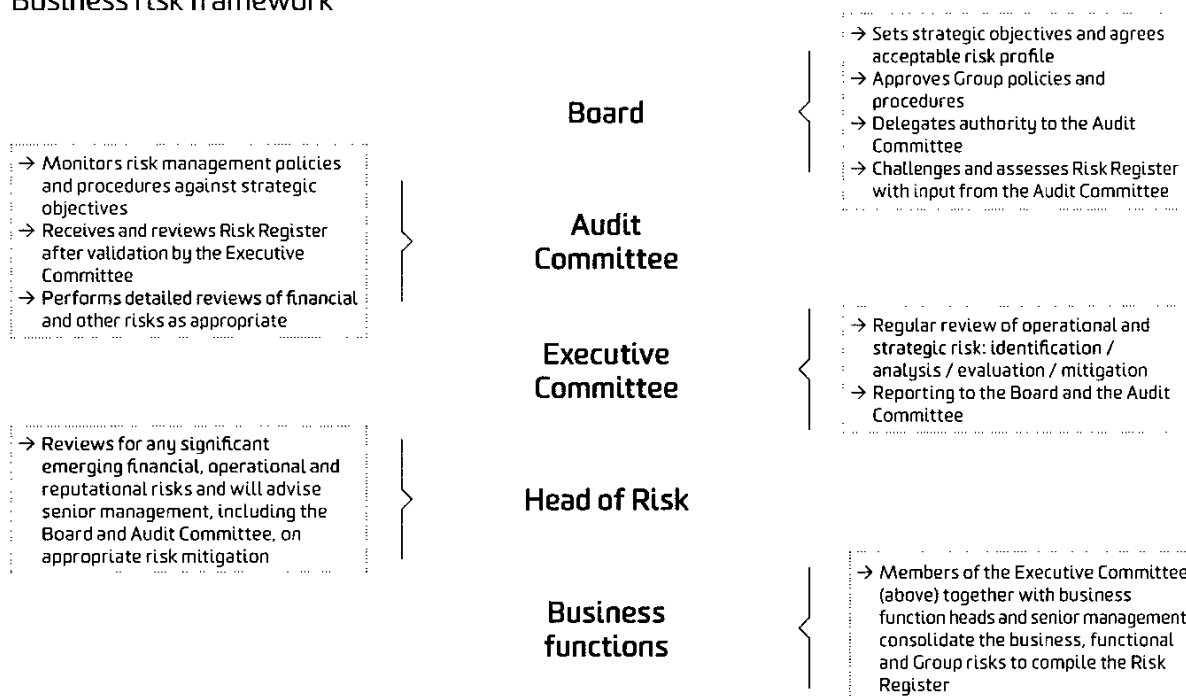 Business risk framework
Board
→ Sets strategic objectives and agrees
acceptable risk profile
→ Approves Group policies and
procedures
→ Delegates authority to the Audit
Committee
→ Challenges and assesses Risk Register
with input from the Audit Committee
→ Monitors risk management policies
and procedures against strategic
objectives
→ Receives and reviews Risk Register
after validation by the Executive
Committee
→ Performs detailed reviews of financial
and other risks as appropriate
Audit
Committee
Executive
Committee
→ Regular review of operational and
strategic risk: identification /
analysis / evaluation / mitigation
→ Reporting to the Board and the Audit
Committee
→ Reviews for any significant
emerging financial, operational and
reputational risks and will advise
senior management, including the
Board and Audit Committee, on
appropriate risk mitigation
Head of Risk
Business
functions
→ Members of the Executive Committee
(above) together with business
function heads and senior management
consolidate the business, functional
and Group risks to compile the Risk
Register